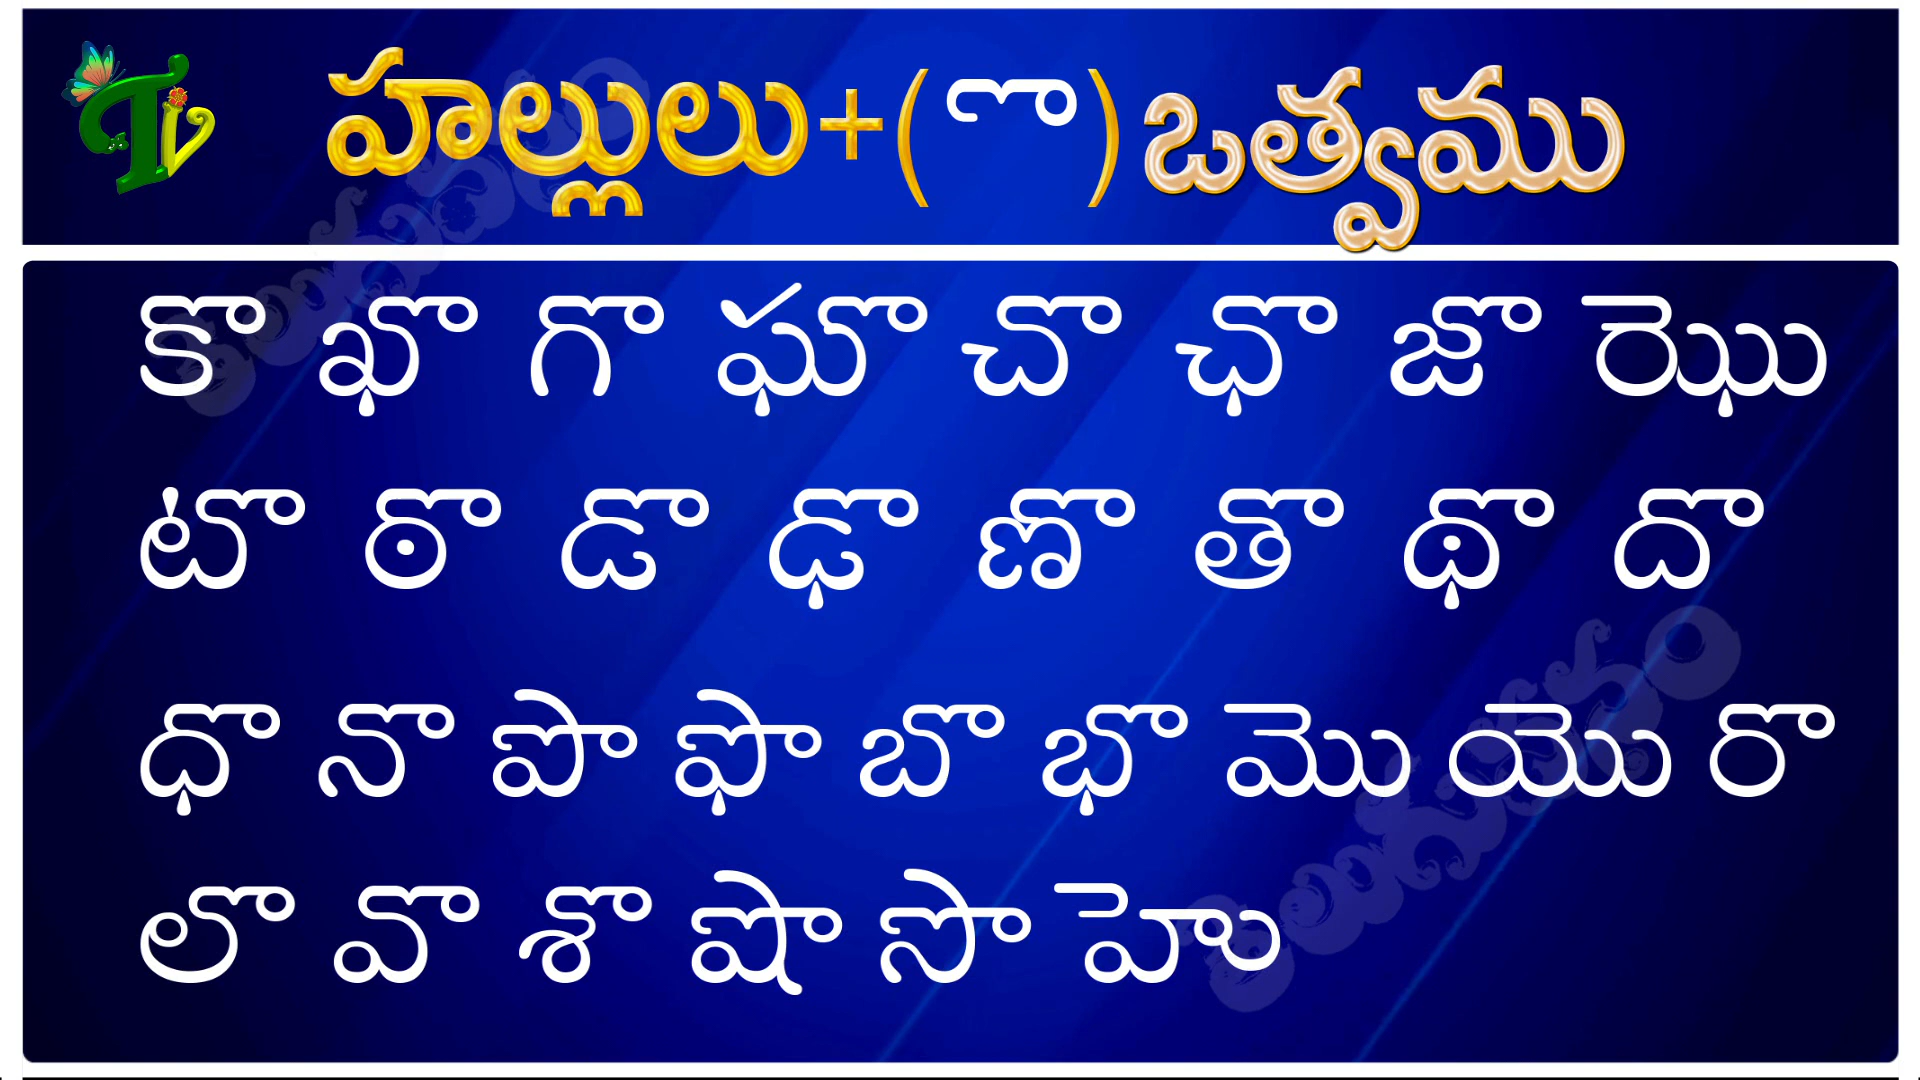 హల్లులు+(ొ) ఒత్వము
కొ ఖొ గొ ఘొ చొ ఛొ జొ ఝొ
టొ ఠొ డొ ఢొ ణొ తొ థొ దొ
ధొ నొ పొ ఫొ బొ భొ మొ యొ రొ
లొ వొ శొ షొ సొ హొ